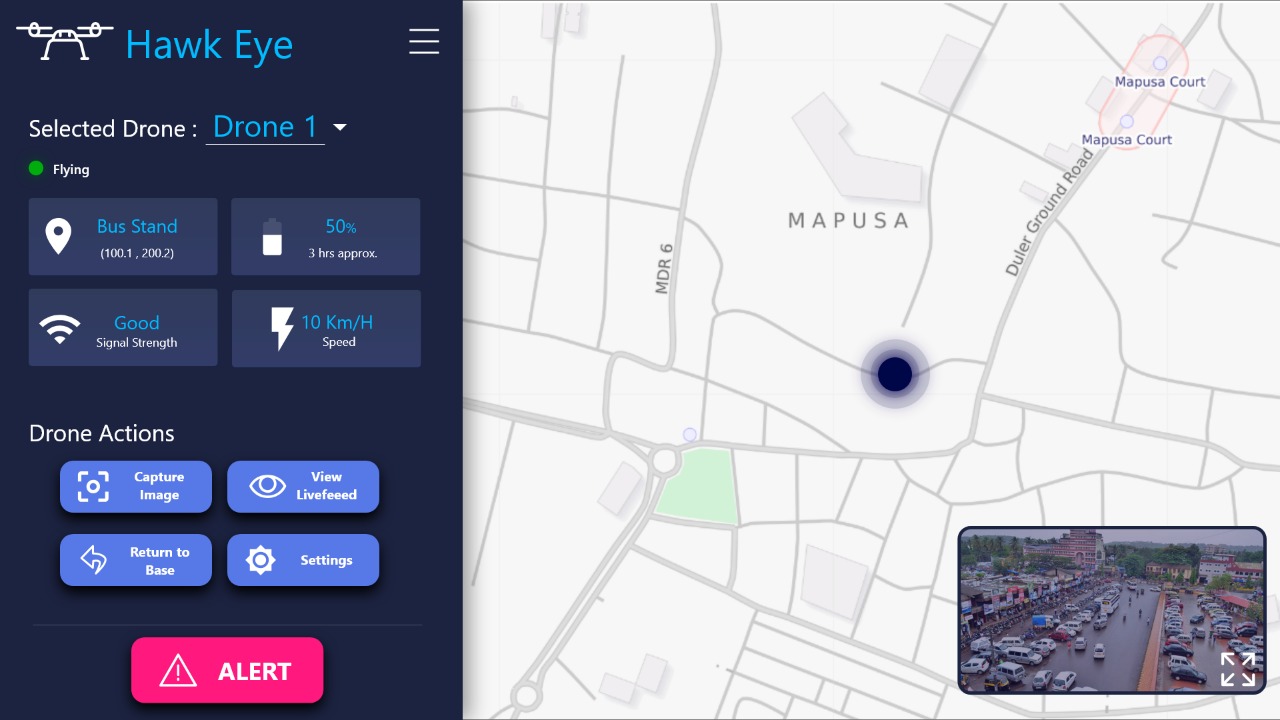 Hawk Eye
Selected Drone : Drone 1
Flying
Bus Stand
(100.1 , 200.2)
50%
3 hrs approx.
Good
Signal Strength
10 Km/H
Speed
Drone Actions
Capture
Image
View
Livefeeed
Return to
Base
Settings
ALERT
Mapusa Court
Mapusa Court
Duler Ground Road
MAPUSA
MDR 6